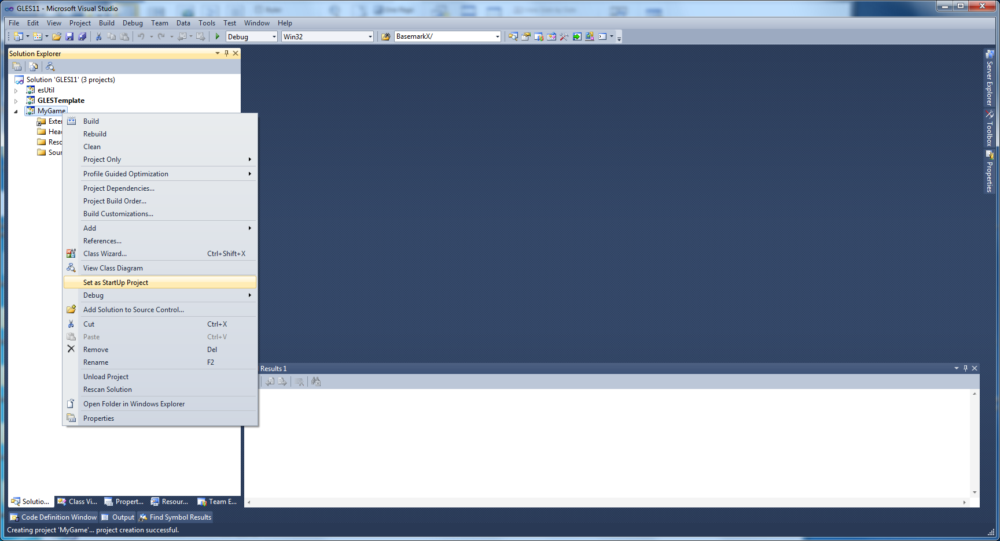 GLES11 - Microsoft Visual Studio
File Edit View Project Build Debug Team Data Tools Test Window Help
Debug Win32 BasemarkX/
Solution Explorer
Solution 'GLES11' (3 projects)
esUtil
GLESTemplate
MyGame
Exter
Head
Reso
Sour
Build
Rebuild
Clean
Project Only
Profile Guided Optimization
Project Dependencies...
Project Build Order...
Build Customizations...
Add
References...
Class Wizard... Ctrl+Shift+X
View Class Diagram
Set as StartUp Project
Debug
Add Solution to Source Control...
Cut Ctrl+X
Paste Ctrl+V
Remove Del
Rename F2
Unload Project
Rescan Solution
Open Folder in Windows Explorer
Properties
Server Explorer
Toolbox
Properties
Results 1
Solutio... Class Vi... Propert... Resour... Team E...
Code Definition Window Output Find Symbol Results
Creating project 'MyGame'... project creation successful.